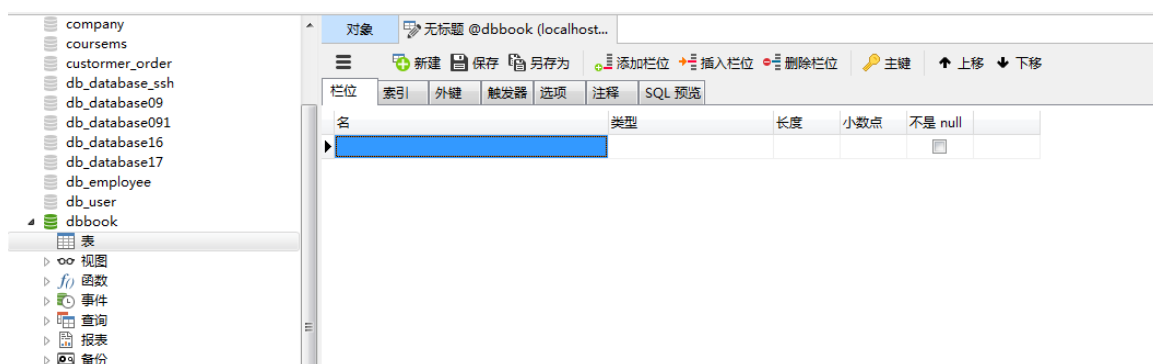 company
coursems
custormer_order
db_database_ssh
db_database09
db_database091
db_database16
db_database17
db_employee
db_user
dbbook
表
视图
函数
事件
查询
报表
备份
对象 无标题 @dbbook (localhost...
新建 保存 另存为 添加栏位 插入栏位 删除栏位 主键 上移 下移
栏位 索引 外键 触发器 选项 注释 SQL 预览
名 类型 长度 小数点 不是 null